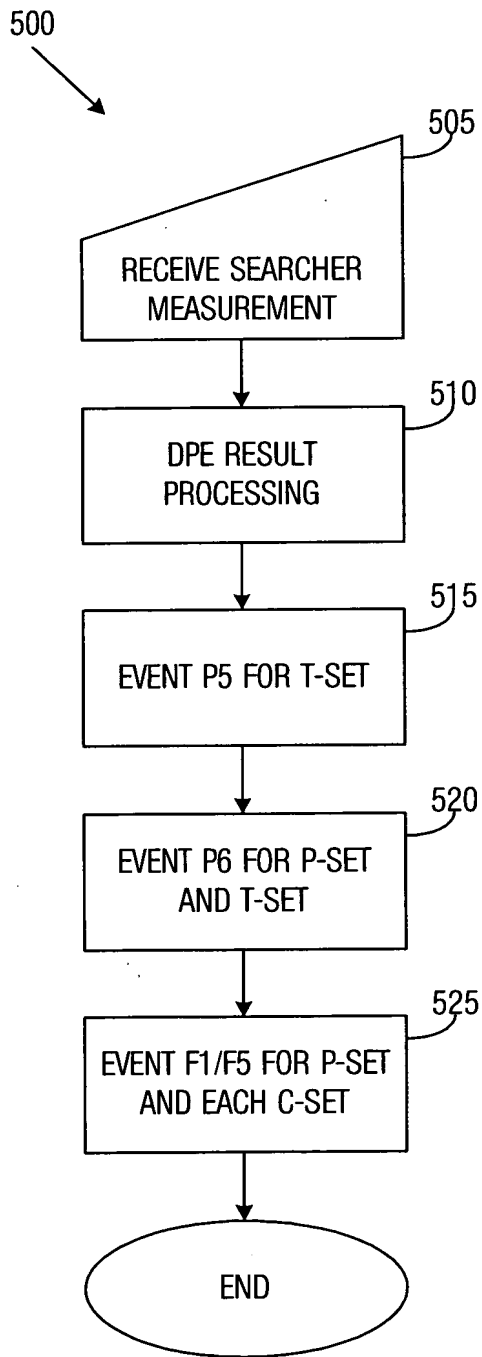 500
505
RECEIVE SEARCHER
MEASUREMENT
510
DPE RESULT
PROCESSING
515
EVENT P5 FOR T-SET
520
EVENT P6 FOR P-SET
AND T-SET
525
EVENT F1/F5 FOR P-SET
AND EACH C-SET
END